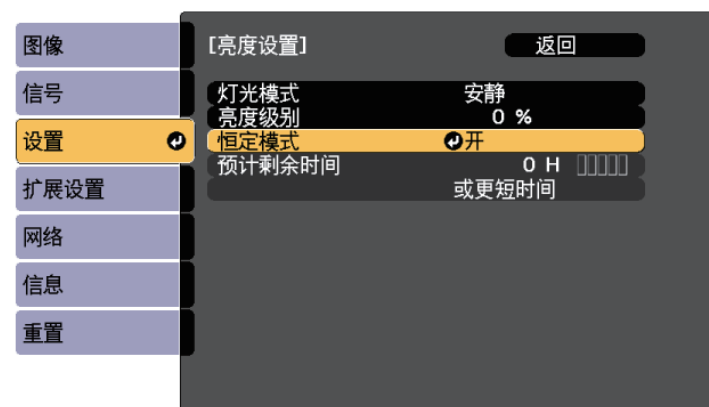 图像
信号
设置
扩展设置
网络
信息
重置
[亮度设置] 返回
灯光模式 安静
亮度级别 0 %
恒定模式 开
预计剩余时间 0 H
或更短时间